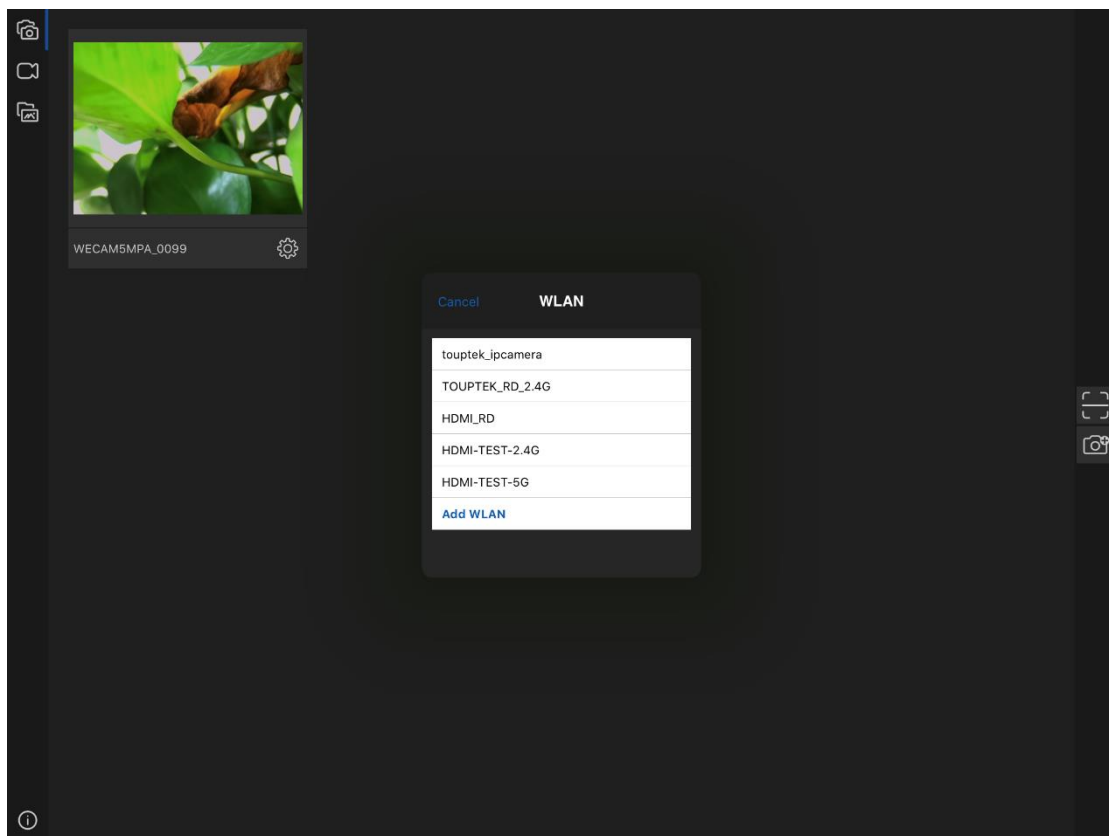 WECAM5MPA_0099
Cancel WLAN
touptek_ipcamera
TOUPTEK_RD_2.4G
HDMI_RD
HDMI-TEST-2.4G
HDMI-TEST-5G
Add WLAN